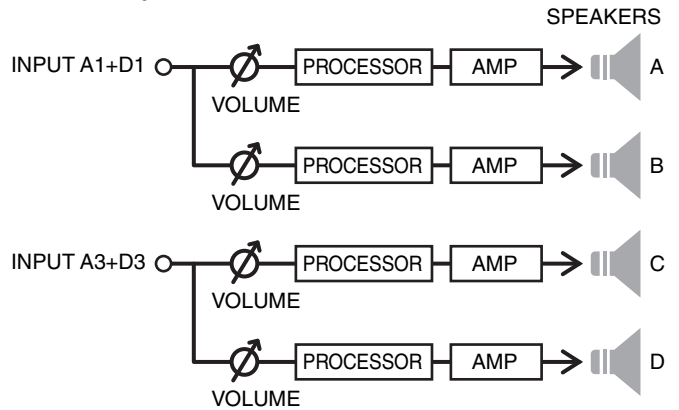 SPEAKERS
INPUT A1+D1 PROCESSOR AMP A
VOLUME
PROCESSOR AMP B
VOLUME
INPUT A3+D3 PROCESSOR AMP C
VOLUME
PROCESSOR AMP D
VOLUME